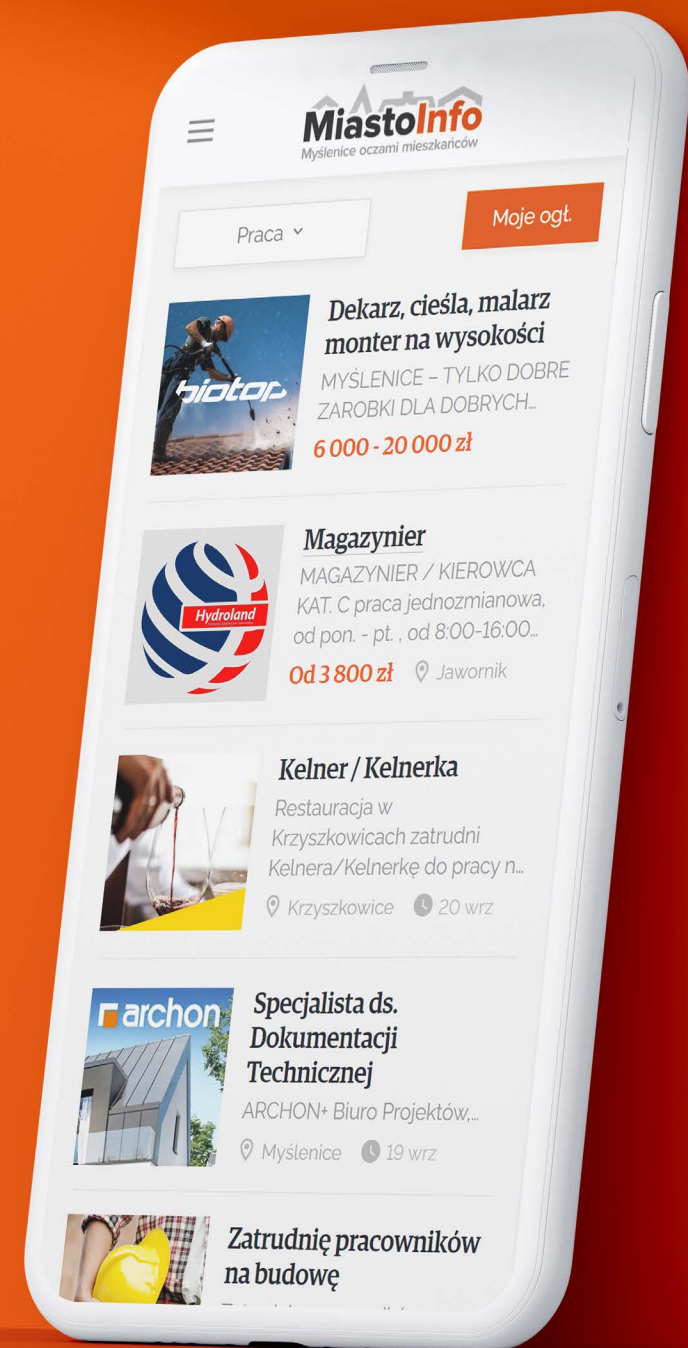 MiastoInfo
Myślenice oczami mieszkańców
Praca
Moje ogł.
Dekarz, cieśla, malarz
monter na wysokości
MYŚLENICE – TYLKO DOBRE
ZAROBKI DLA DOBRYCH...
6 000 - 20 000 zł
biotop
Magazynier
MAGAZYNIER / KIEROWCA
KAT. C praca jednozmianowa,
od pon. - pt. , od 8:00-16:00...
Od 3 800 zł Jawornik
Hydroland
Kelner / Kelnerka
Restauracja w
Krzyszkowicach zatrudni
Kelnera/Kelnerkę do pracy n...
Krzyszkowice 20 wrz
archon
Specjalista ds.
Dokumentacji
Technicznej
ARCHON+ Biuro Projektów,...
Myślenice 19 wrz
Zatrudnię pracowników
na budowę